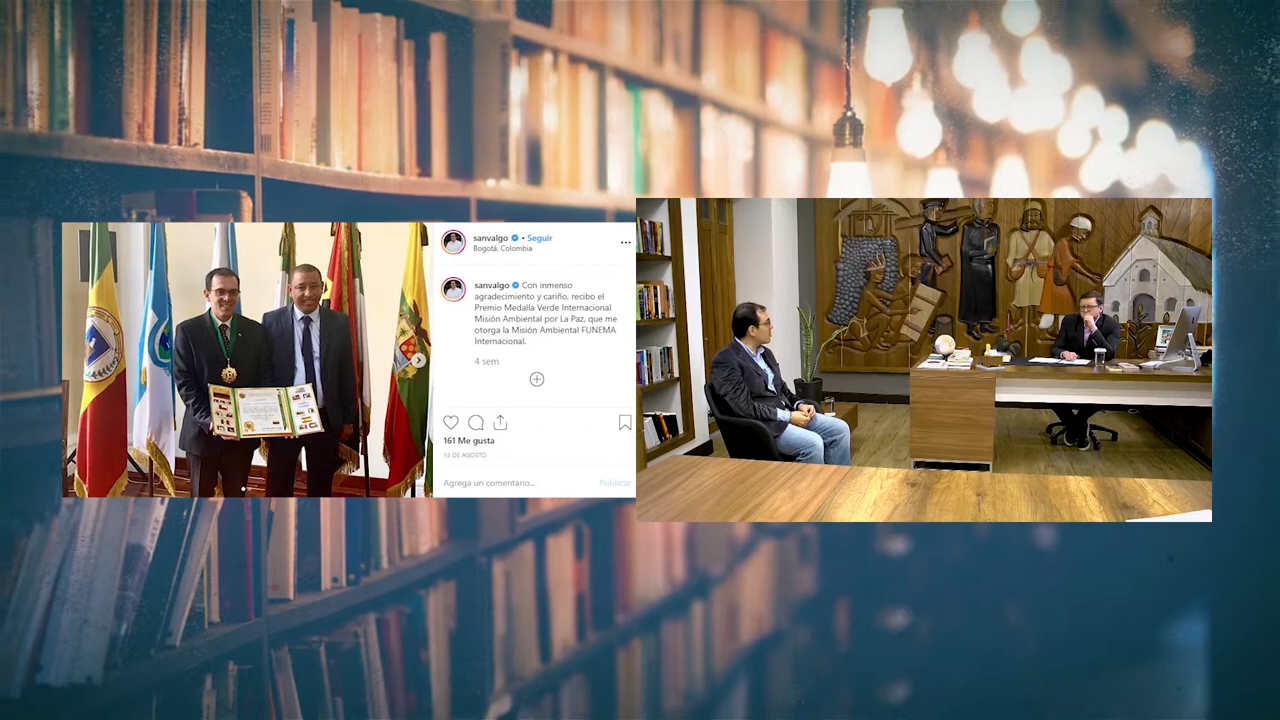 sanvalgo • Seguir
Bogotá, Colombia
sanvalgo Con inmenso
agradecimiento y cariño, recibo el
Premio Medalla Verde Internacional
Misión Ambiental por La Paz, que me
otorga la Misión Ambiental FUNEMA
Internacional.
4 sem
161 Me gusta
13 DE AGOSTO
Agrega un comentario...
Publicar